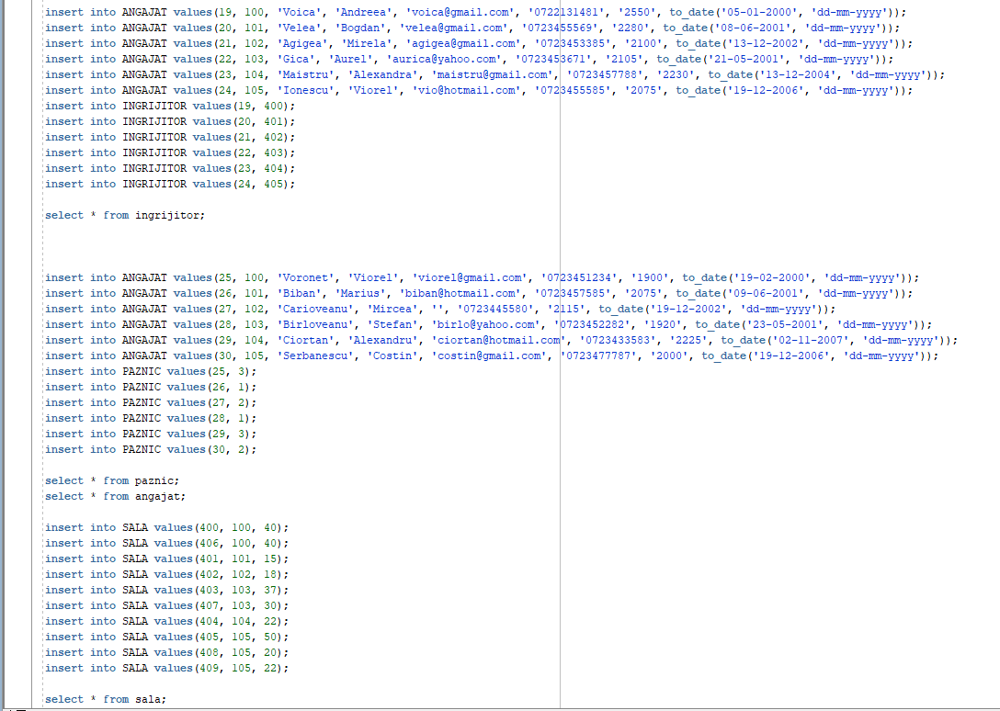 insert into ANGAJAT values(19, 100, 'Voica', 'Andreea', 'voica@gmail.com', '0722131481', '2550', to_date('05-01-2000', 'dd-mm-yyyy'));
insert into ANGAJAT values(20, 101, 'Velea', 'Bogdan', 'velea@gmail.com', '0723455569', '2280', to_date('08-06-2001', 'dd-mm-yyyy'));
insert into ANGAJAT values(21, 102, 'Agigea', 'Mirela', 'agigea@gmail.com', '0723453385', '2100', to_date('13-12-2002', 'dd-mm-yyyy'));
insert into ANGAJAT values(22, 103, 'Gica', 'Aurel', 'aurica@yahoo.com', '0723453671', '2105', to_date('21-05-2001', 'dd-mm-yyyy'));
insert into ANGAJAT values(23, 104, 'Maistru', 'Alexandra', 'maistru@gmail.com', '0723457788', '2230', to_date('13-12-2004', 'dd-mm-yyyy'));
insert into ANGAJAT values(24, 105, 'Ionescu', 'Viorel', 'vio@hotmail.com', '0723455585', '2075', to_date('19-12-2006', 'dd-mm-yyyy'));
insert into INGRIJITOR values(19, 400);
insert into INGRIJITOR values(20, 401);
insert into INGRIJITOR values(21, 402);
insert into INGRIJITOR values(22, 403);
insert into INGRIJITOR values(23, 404);
insert into INGRIJITOR values(24, 405);
select * from ingrijitor;
insert into ANGAJAT values(25, 100, 'Voronet', 'Viorel', 'viorel@gmail.com', '0723451234', '1900', to_date('19-02-2000', 'dd-mm-yyyy'));
insert into ANGAJAT values(26, 101, 'Biban', 'Marius', 'biban@hotmail.com', '0723457585', '2075', to_date('09-06-2001', 'dd-mm-yyyy'));
insert into ANGAJAT values(27, 102, 'Carioveanu', 'Mircea', '', '0723445580', '2115', to_date('19-12-2002', 'dd-mm-yyyy'));
insert into ANGAJAT values(28, 103, 'Birloveanu', 'Stefan', 'birlo@yahoo.com', '0723452282', '1920', to_date('23-05-2001', 'dd-mm-yyyy'));
insert into ANGAJAT values(29, 104, 'Ciortan', 'Alexandru', 'ciortan@hotmail.com', '0723433583', '2225', to_date('02-11-2007', 'dd-mm-yyyy'));
insert into ANGAJAT values(30, 105, 'Serbanescu', 'Costin', 'costin@gmail.com', '0723477787', '2000', to_date('19-12-2006', 'dd-mm-yyyy'));
insert into PAZNIC values(25, 3);
insert into PAZNIC values(26, 1);
insert into PAZNIC values(27, 2);
insert into PAZNIC values(28, 1);
insert into PAZNIC values(29, 3);
insert into PAZNIC values(30, 2);
select * from paznic;
select * from angajat;
insert into SALA values(400, 100, 40);
insert into SALA values(406, 100, 40);
insert into SALA values(401, 101, 15);
insert into SALA values(402, 102, 18);
insert into SALA values(403, 103, 37);
insert into SALA values(407, 103, 30);
insert into SALA values(404, 104, 22);
insert into SALA values(405, 105, 50);
insert into SALA values(408, 105, 20);
insert into SALA values(409, 105, 22);
select * from sala;